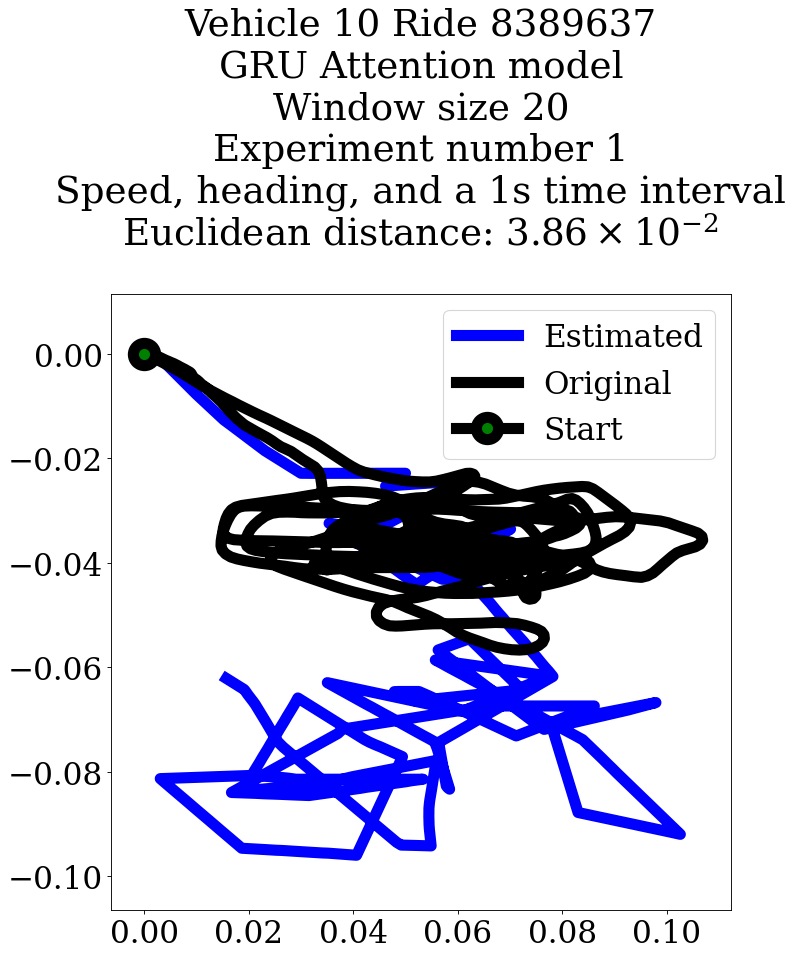 Vehicle 10 Ride 8389637
GRU Attention model
Window size 20
Experiment number 1
Speed, heading, and a 1s time interval
Euclidean distance: 3.86 × 10⁻²
Estimated
Original
Start
0.00
−0.02
−0.04
−0.06
−0.08
−0.10
0.00 0.02 0.04 0.06 0.08 0.10